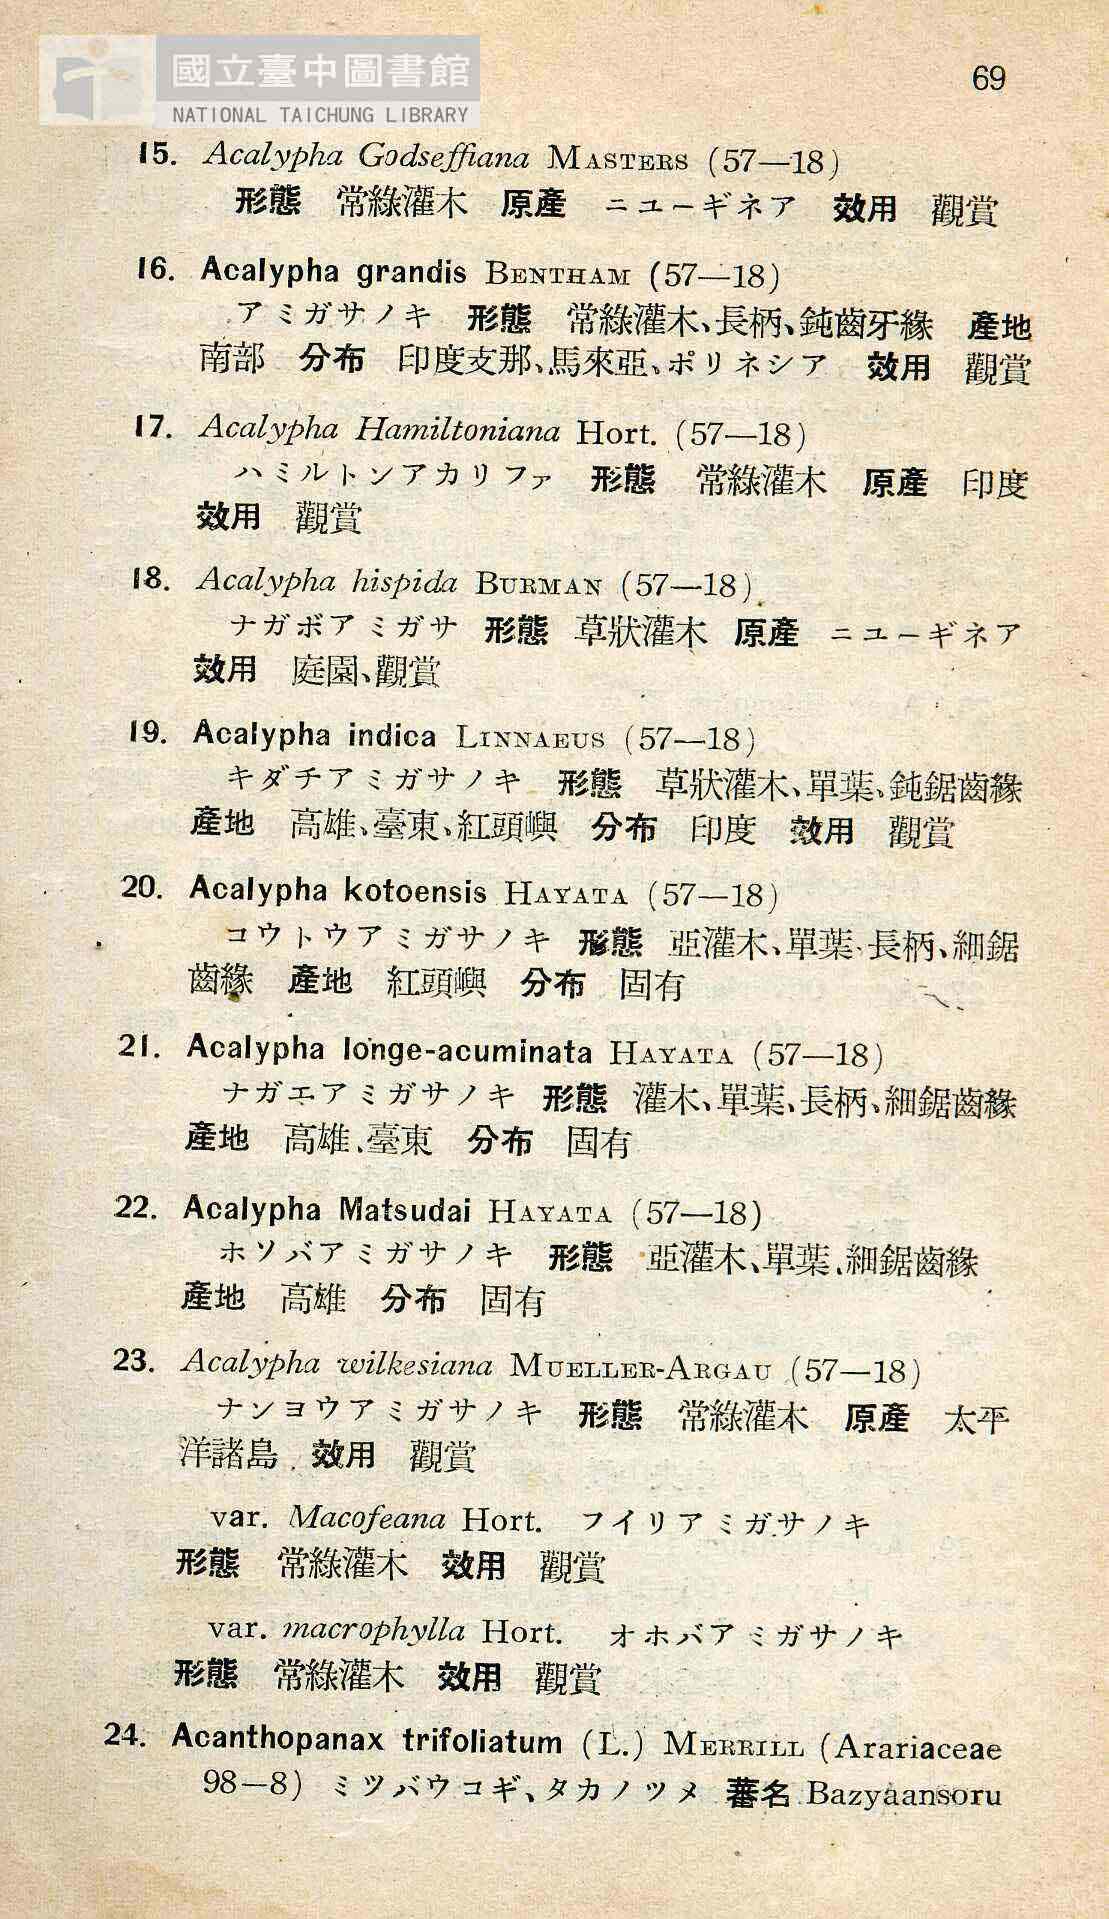 國立臺中圖書館
NATIONAL TAICHUNG LIBRARY
69
15. Acalypha Godseffiana MASTERS (57—18)
形態 常綠灌木 原產 ニユーギネア 效用 觀賞
16. Acalypha grandis BENTHAM (57—18)
アミガサノキ 形態 常綠灌木、長柄、鈍齒牙緣 產地
南部 分布 印度支那、馬來亞、ポリネシア 效用 觀賞
17. Acalypha Hamiltoniana Hort. (57—18)
ハミルトンアカリファ 形態 常綠灌木 原產 印度
效用 觀賞
18. Acalypha hispida BURMAN (57—18)
ナガボアミガサ 形態 草狀灌木 原產 ニユーギネア
效用 庭園、觀賞
19. Acalypha indica LINNAEUS (57—18)
キダチアミガサノキ 形態 草狀灌木、單葉、鈍鋸齒緣
產地 高雄、臺東、紅頭嶼 分布 印度 效用 觀賞
20. Acalypha kotoensis HAYATA (57—18)
コウトウアミガサノキ 形態 亞灌木、單葉、長柄、細鋸
齒緣 產地 紅頭嶼 分布 固有
21. Acalypha longe-acuminata HAYATA (57—18)
ナガエアミガサノキ 形態 灌木、單葉、長柄、細鋸齒緣
產地 高雄、臺東 分布 固有
22. Acalypha Matsudai HAYATA (57—18)
ホソバアミガサノキ 形態 亞灌木、單葉、細鋸齒緣
產地 高雄 分布 固有
23. Acalypha wilkesiana MUELLER-ARGAU (57—18)
ナンヨウアミガサノキ 形態 常綠灌木 原產 太平
洋諸島 效用 觀賞
var. Macofeana Hort. フイリアミガサノキ
形態 常綠灌木 效用 觀賞
var. macrophylla Hort. オホバアミガサノキ
形態 常綠灌木 效用 觀賞
24. Acanthopanax trifoliatum (L.) MERRILL (Arariaceae
98—8) ミツバウコギ、タカノツメ 蕃名 Bazyaansoru